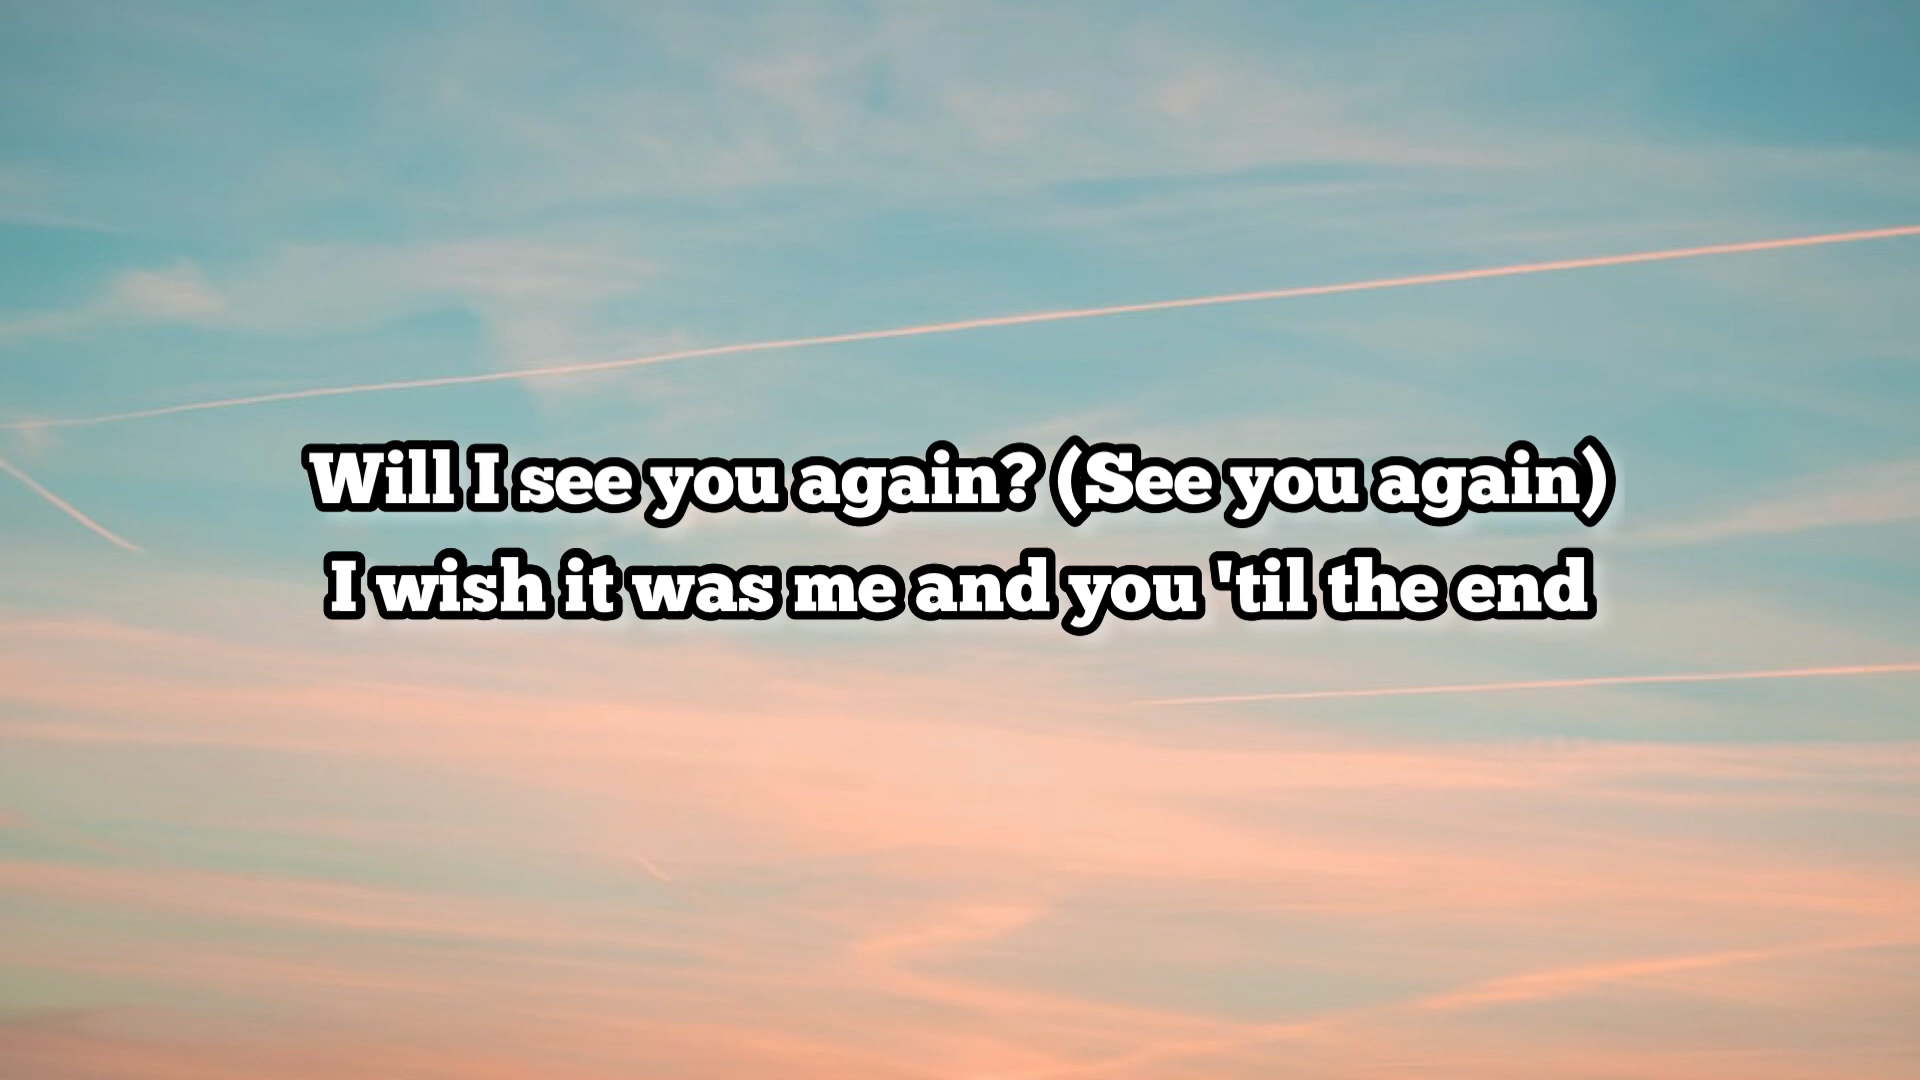 Will I see you again? (See you again)
I wish it was me and you 'til the end